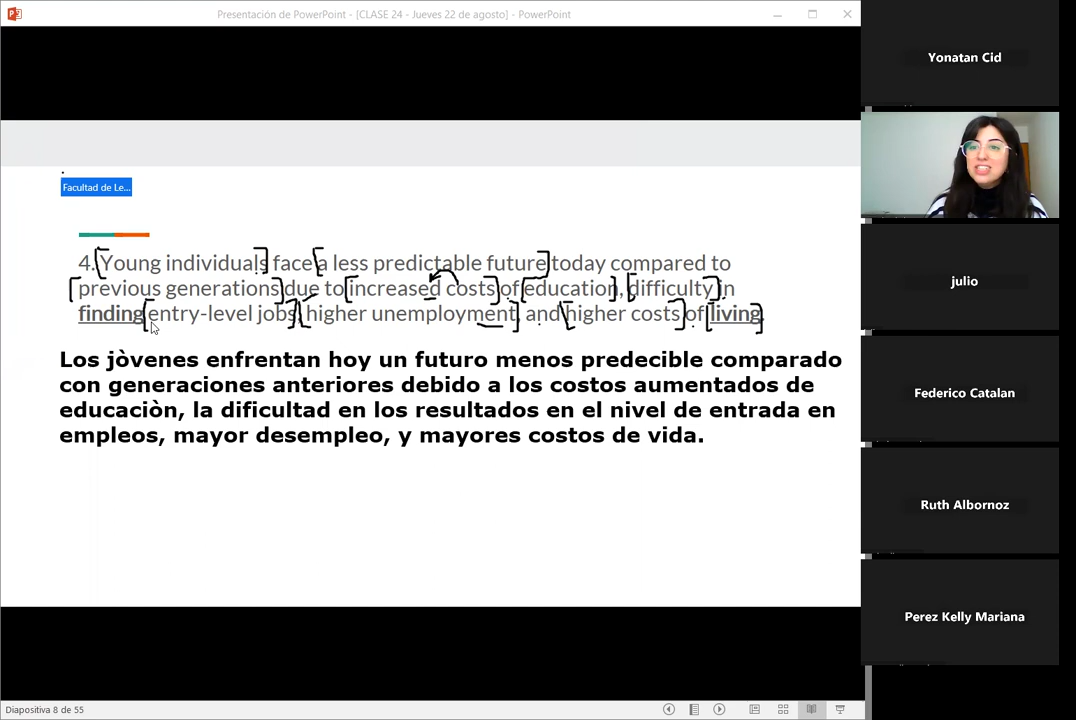 Presentación de PowerPoint - [CLASE 24 - Jueves 22 de agosto] - PowerPoint
Facultad de Le...
4. Young individuals face a less predictable future today compared to
previous generations due to increased costs of education, difficulty in
finding entry-level jobs, higher unemployment, and higher costs of living.
Los jòvenes enfrentan hoy un futuro menos predecible comparado
con generaciones anteriores debido a los costos aumentados de
educaciòn, la dificultad en los resultados en el nivel de entrada en
empleos, mayor desempleo, y mayores costos de vida.
Diapositiva 8 de 55
Yonatan Cid
julio
Federico Catalan
Ruth Albornoz
Perez Kelly Mariana